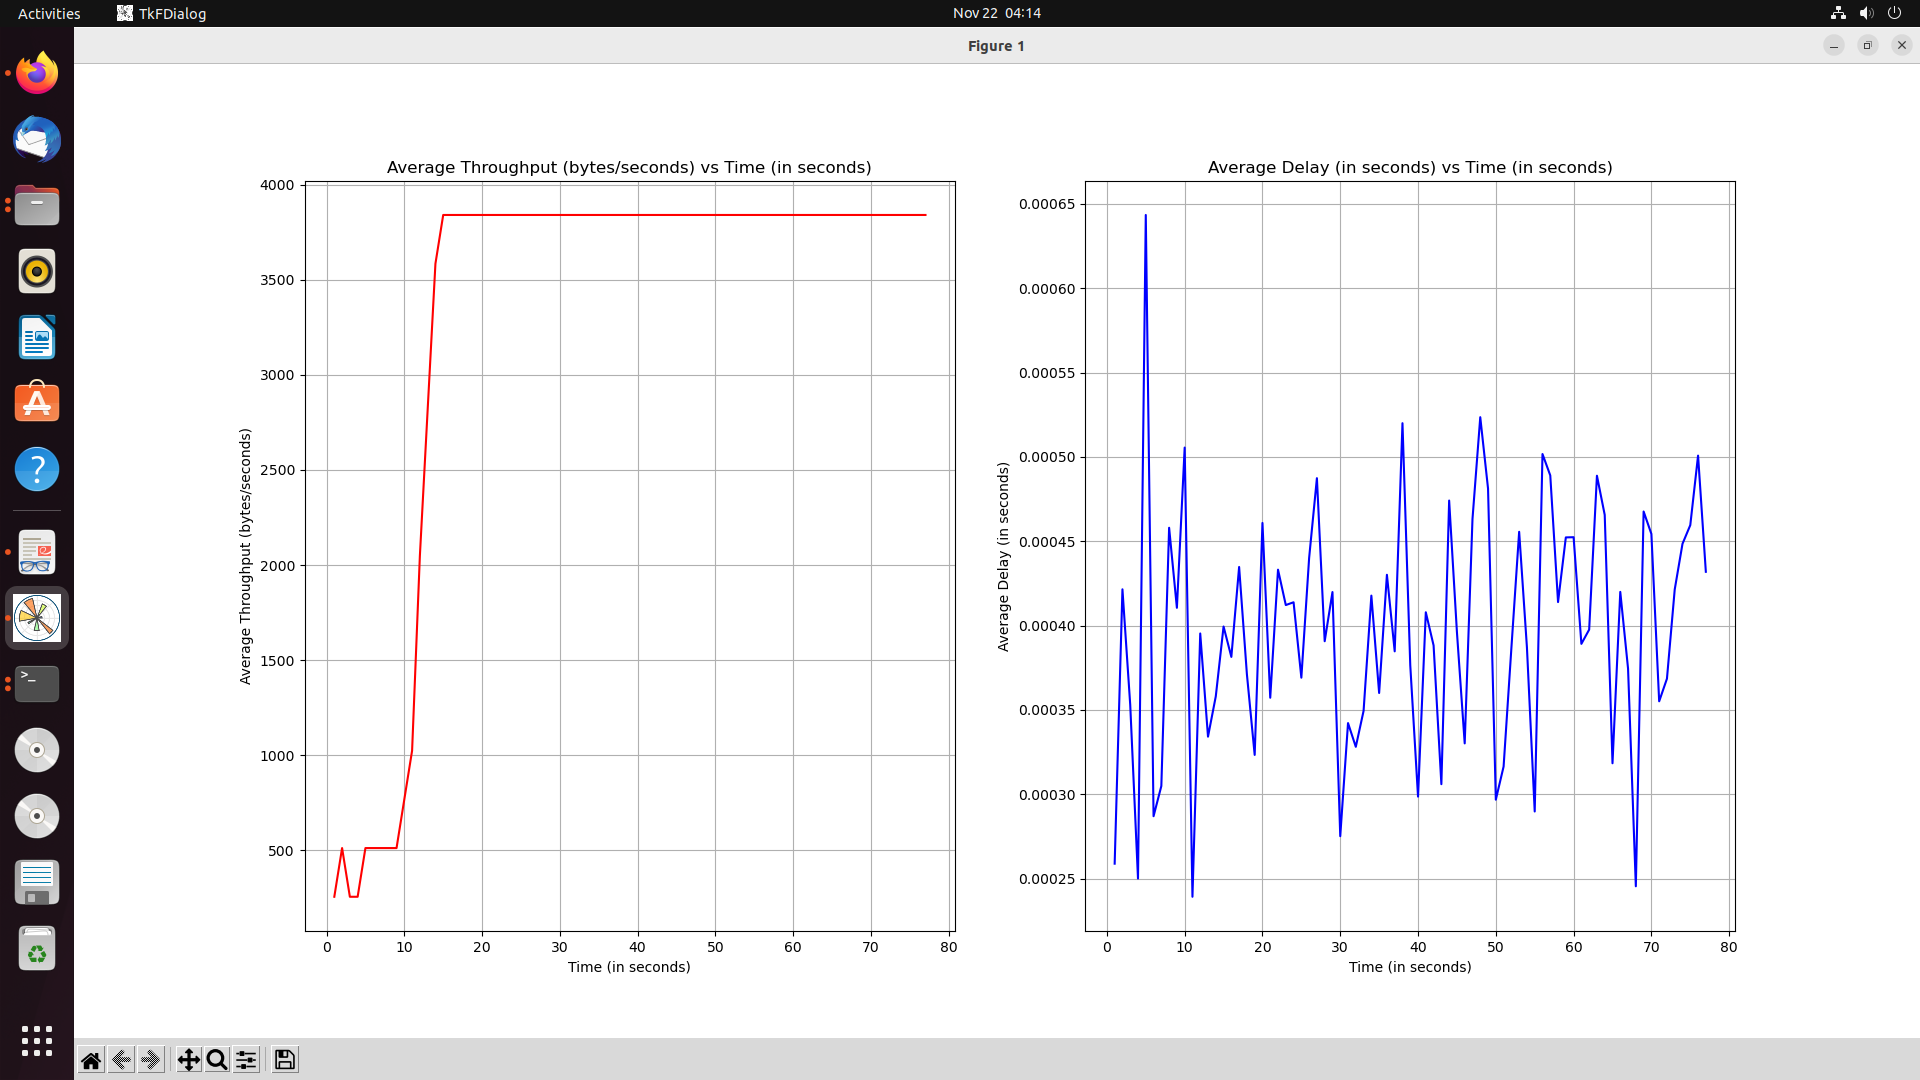 Activities
TkFDialog
Nov 22 04:14
Figure 1
Average Throughput (bytes/seconds) vs Time (in seconds)
4000
3500
3000
2500
2000
1500
1000
500
Average Throughput (bytes/seconds)
0 10 20 30 40 50 60 70 80
Time (in seconds)
Average Delay (in seconds) vs Time (in seconds)
0.00065
0.00060
0.00055
0.00050
0.00045
0.00040
0.00035
0.00030
0.00025
Average Delay (in seconds)
0 10 20 30 40 50 60 70 80
Time (in seconds)